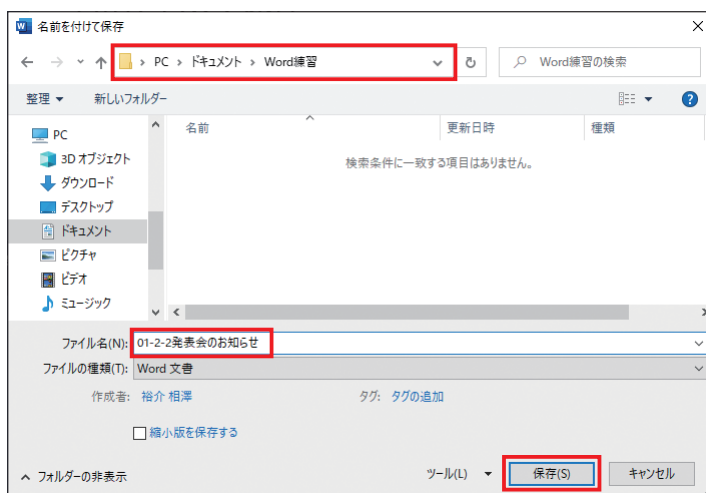 名前を付けて保存
PC › ドキュメント › Word練習
Word練習の検索
整理 新しいフォルダー
名前 更新日時 種類
検索条件に一致する項目はありません。
PC
3D オブジェクト
ダウンロード
デスクトップ
ドキュメント
ピクチャ
ビデオ
ミュージック
ファイル名(N): 01-2-2発表会のお知らせ
ファイルの種類(T): Word 文書
作成者: 裕介 相澤 タグ: タグの追加
縮小版を保存する
フォルダーの非表示 ツール(L) 保存(S) キャンセル